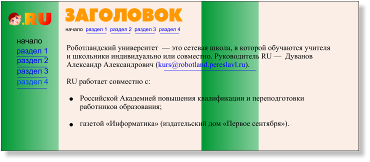 .RU
ЗАГОЛОВОК
начало раздел 1 раздел 2 раздел 3 раздел 4
начало
раздел 1
раздел 2
раздел 3
раздел 4
Роботландский университет — это сетевая школа, в которой обучаются учителя
и школьники индивидуально или совместно. Руководитель RU — Дуванов
Александр Александрович (kurs@robotland.pereslavl.ru).
RU работает совместно с:
• Российской Академией повышения квалификации и переподготовки
работников образования;
• газетой «Информатика» (издательский дом «Первое сентября»).